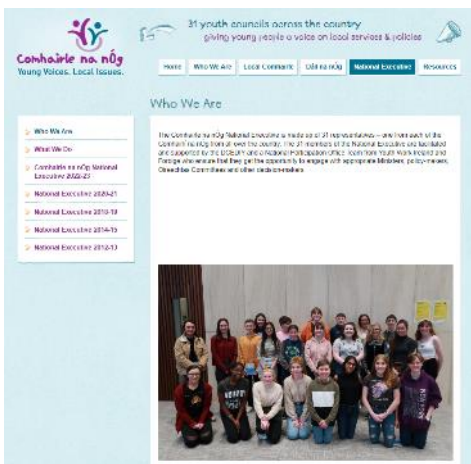 31 youth councils across the country
giving young people a voice on local services & policies
Comhairle na nÓg
Young Voices. Local Issues.
Home Who We Are Local Comhairlí Dáil na nÓg National Executive Resources
Who We Are
Who We Are
What We Do
Comhairle na nÓg National
Executive 2022-23
National Executive 2020-21
National Executive 2018-19
National Executive 2014-15
National Executive 2012-13
The Comhairle na nÓg National Executive is made up of 31 representatives – one from each of the
Comhairlí na nÓg from all over the country. The 31 members of the National Executive are facilitated
and supported by the DCEDIY and a National Participation Office Team from Youth Work Ireland and
Foróige who ensure that they get the opportunity to engage with appropriate Ministers, policy-makers,
Oireachtas Committees and other decision-makers